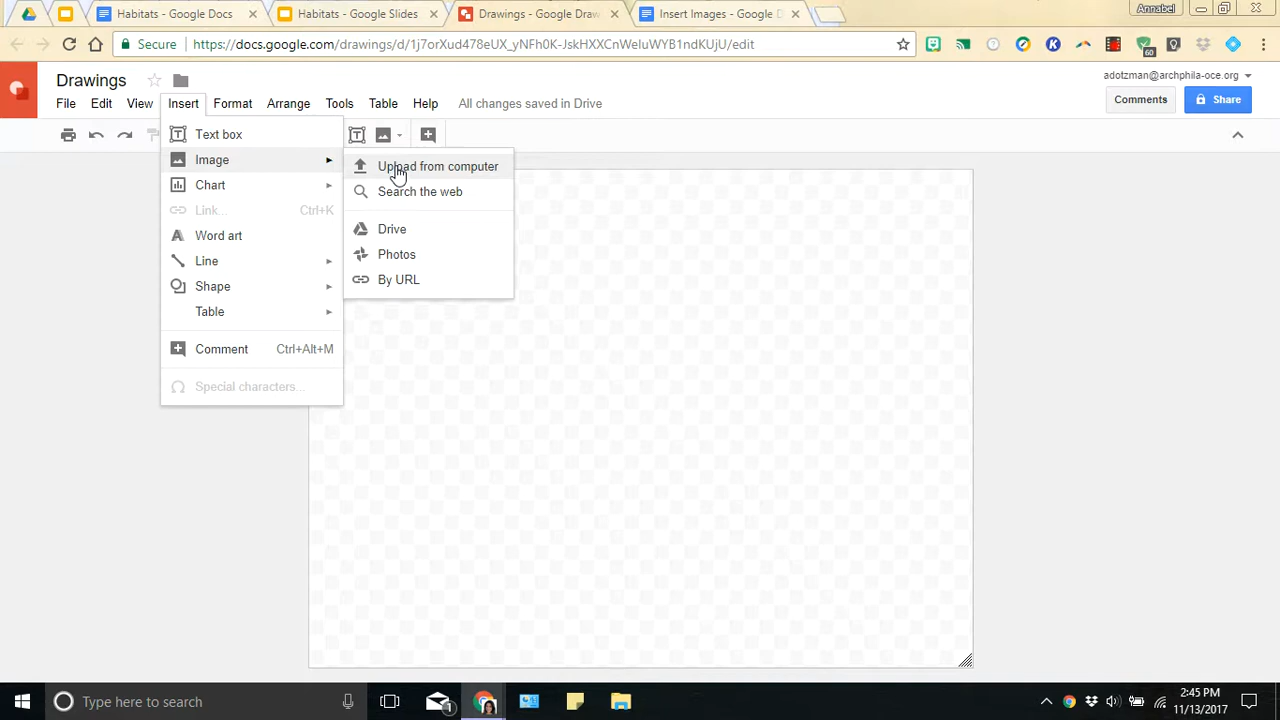 Habitats - Google Docs
Habitats - Google Slides
Drawings - Google Draw
Insert Images - Google D
Annabel
Secure
https://docs.google.com/drawings/d/1j7orXud478eUX_yNfh0K-JskHXXCnWeluWYB1ndKUjU/edit
60
Drawings
adotzman@archphila-oce.org
File Edit View Insert Format Arrange Tools Table Help All changes saved in Drive
Comments
Share
Text box
Image
Chart
Link... Ctrl+K
Word art
Line
Shape
Table
Comment Ctrl+Alt+M
Special characters...
Upload from computer
Search the web
Drive
Photos
By URL
Type here to search
1
2:45 PM
11/13/2017